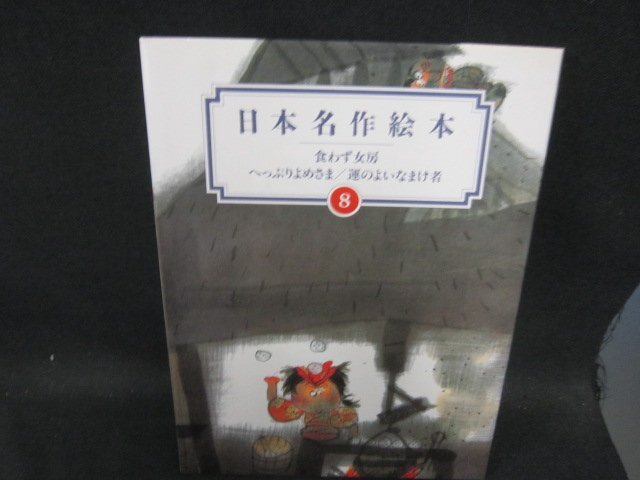 日本名作絵本
食わず女房
へっぷりよめさま/運のよいなまけ者
8